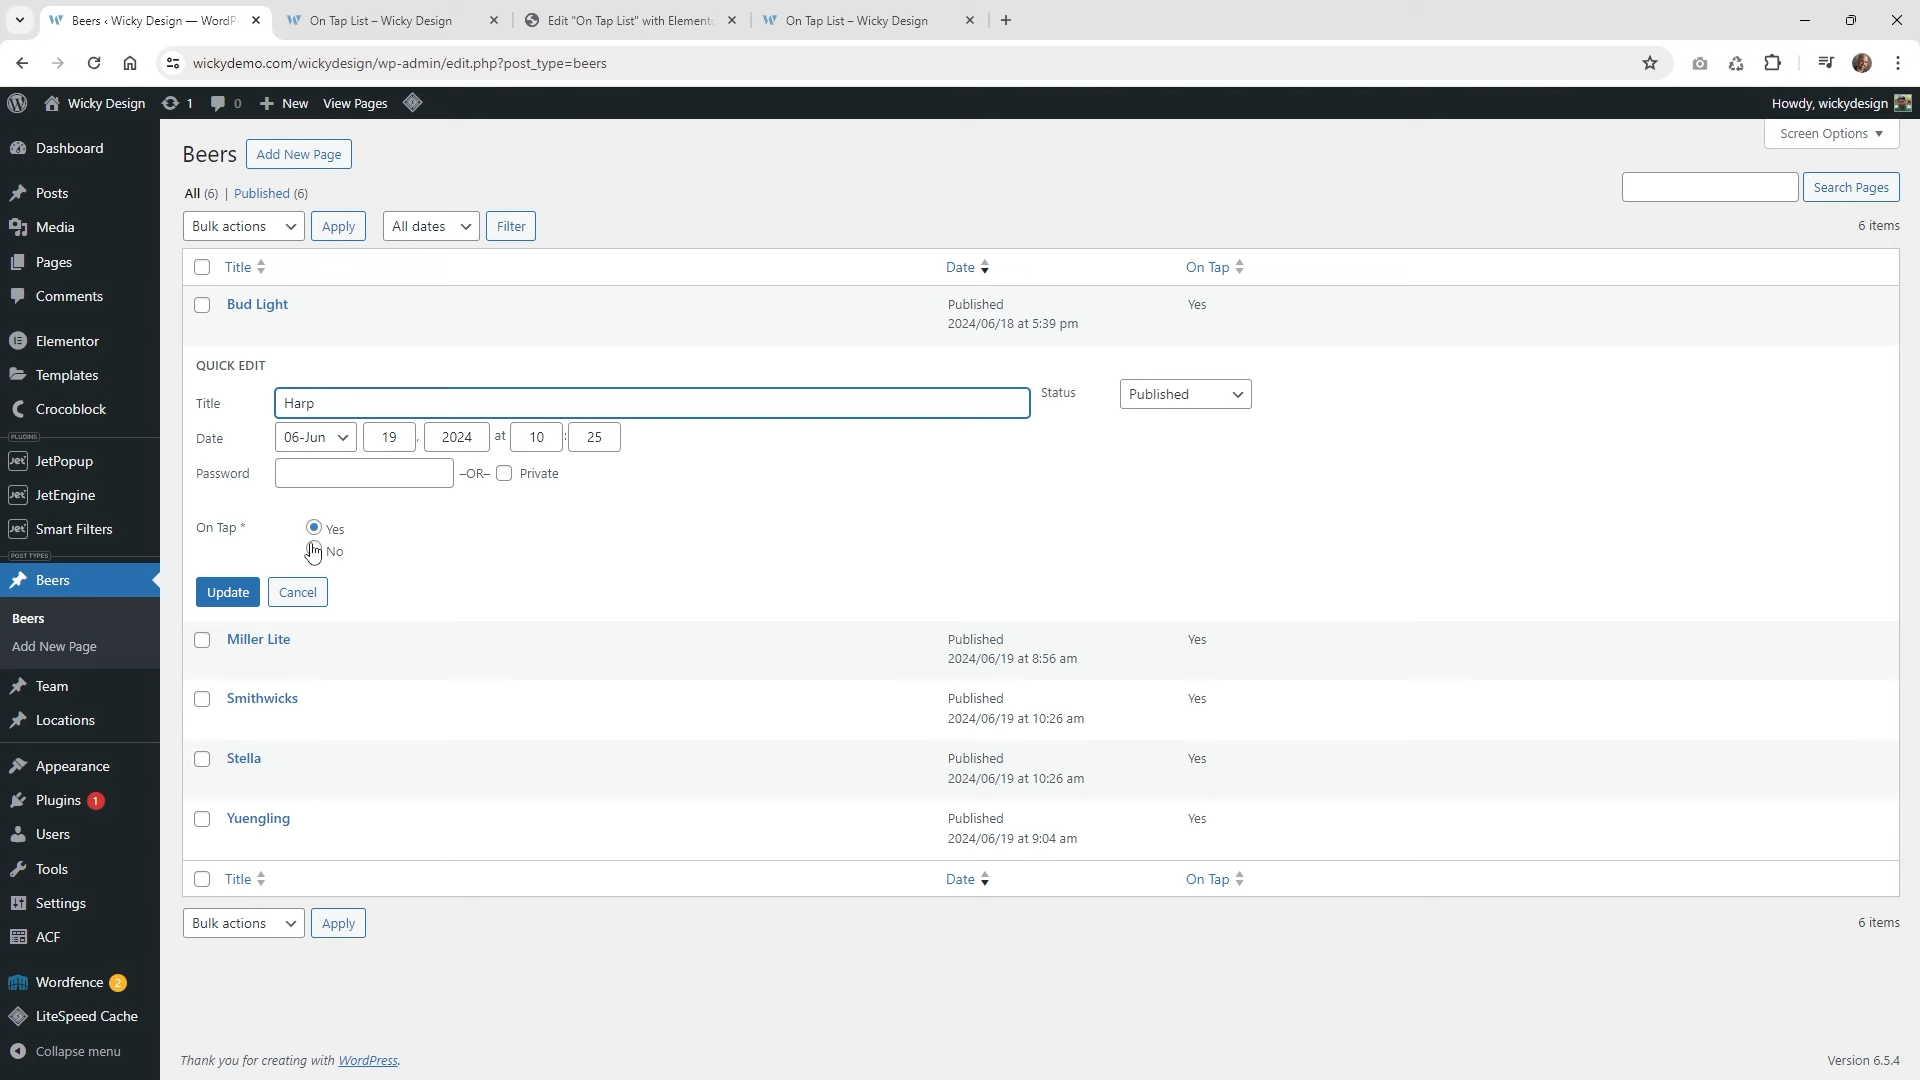 Beers ‹ Wicky Design — WordP
On Tap List – Wicky Design
Edit "On Tap List" with Elemento
On Tap List – Wicky Design
wickydemo.com/wickydesign/wp-admin/edit.php?post_type=beers
Wicky Design
1
0
New
View Pages
Howdy, wickydesign
Dashboard
Posts
Media
Pages
Comments
Elementor
Templates
Crocoblock
PLUGINS
JetPopup
JetEngine
Smart Filters
POST TYPES
Beers
Beers
Add New Page
Team
Locations
Appearance
Plugins 1
Users
Tools
Settings
ACF
Wordfence 2
LiteSpeed Cache
Collapse menu
Screen Options
Beers Add New Page
All (6) | Published (6)
Search Pages
Bulk actions Apply All dates Filter
6 items
Title Date On Tap
Bud Light Published Yes
2024/06/18 at 5:39 pm
QUICK EDIT
Title Harp Status Published
Date 06-Jun 19 , 2024 at 10 : 25
Password –OR– Private
On Tap * Yes
No
Update Cancel
Miller Lite Published Yes
2024/06/19 at 8:56 am
Smithwicks Published Yes
2024/06/19 at 10:26 am
Stella Published Yes
2024/06/19 at 10:26 am
Yuengling Published Yes
2024/06/19 at 9:04 am
Title Date On Tap
Bulk actions Apply
6 items
Thank you for creating with WordPress.
Version 6.5.4